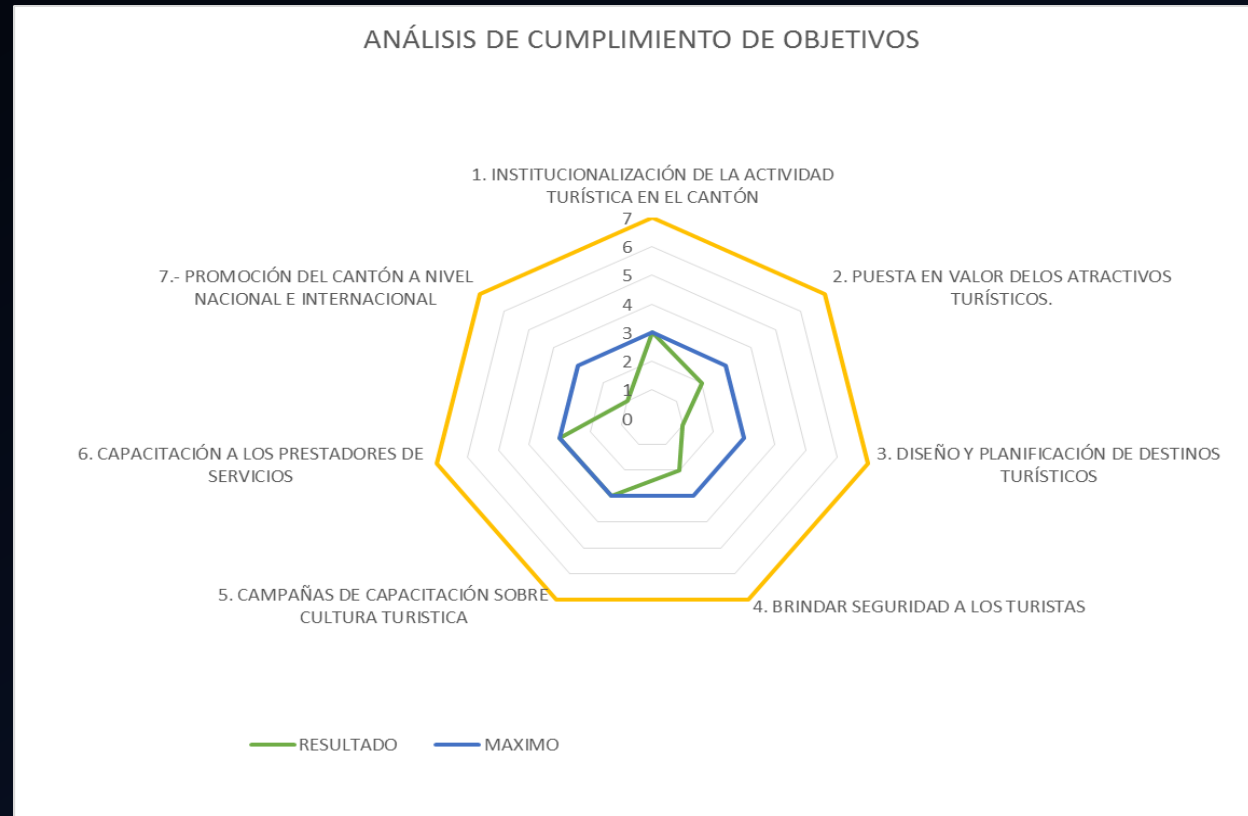 ANÁLISIS DE CUMPLIMIENTO DE OBJETIVOS
1. INSTITUCIONALIZACIÓN DE LA ACTIVIDAD
TURÍSTICA EN EL CANTÓN
7
6
5
4
3
2
1
0
2. PUESTA EN VALOR DELOS ATRACTIVOS
TURÍSTICOS.
3. DISEÑO Y PLANIFICACIÓN DE DESTINOS
TURÍSTICOS
4. BRINDAR SEGURIDAD A LOS TURISTAS
5. CAMPAÑAS DE CAPACITACIÓN SOBRE
CULTURA TURISTICA
6. CAPACITACIÓN A LOS PRESTADORES DE
SERVICIOS
7.- PROMOCIÓN DEL CANTÓN A NIVEL
NACIONAL E INTERNACIONAL
RESULTADO
MAXIMO